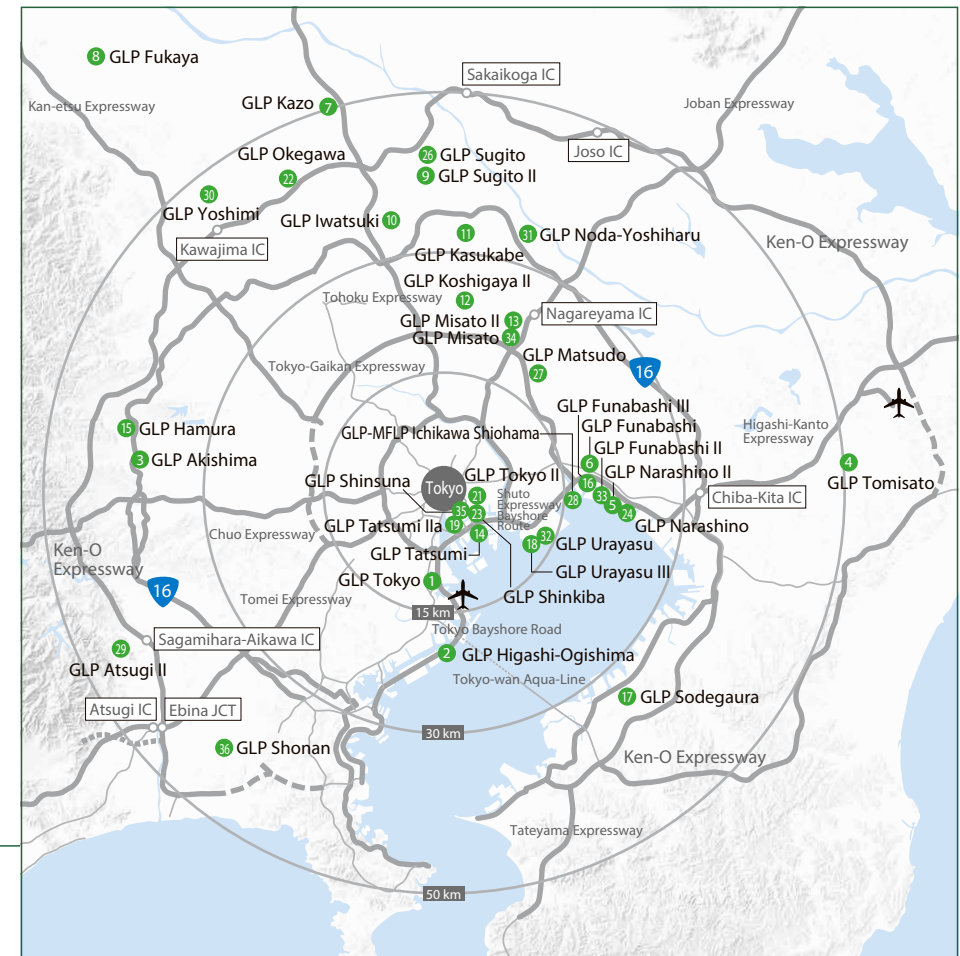 8 GLP Fukaya
Sakaikoga IC
Kan-etsu Expressway
GLP Kazo 7
Joban Expressway
Joso IC
GLP Okegawa
22
26 GLP Sugito
9 GLP Sugito II
30
GLP Yoshimi
GLP Iwatsuki 10
Kawajima IC
11
GLP Kasukabe
31 GLP Noda-Yoshiharu
Ken-O Expressway
GLP Koshigaya II
12
Tohoku Expressway
Nagareyama IC
GLP Misato II 13
GLP Misato 34
GLP Matsudo
27
16
Tokyo-Gaikan Expressway
GLP Funabashi III
GLP Funabashi
GLP-MFLP Ichikawa Shiohama
GLP Funabashi II
GLP Narashino II
Higashi-Kanto
Expressway
15 GLP Hamura
3 GLP Akishima
6
16
33
5
24
28
GLP Narashino
4
GLP Tomisato
Chiba-Kita IC
GLP Shinsuna
Tokyo
GLP Tokyo II
21
Shuto
Expressway
Bayshore
Route
35
23
GLP Tatsumi IIa 19
14
GLP Tatsumi
Chuo Expressway
32 GLP Urayasu
18
GLP Urayasu III
GLP Shinkiba
Ken-O
Expressway
16
GLP Tokyo 1
Tomei Expressway
15 km
Tokyo Bayshore Road
Sagamihara-Aikawa IC
29
GLP Atsugi II
2 GLP Higashi-Ogishima
Tokyo-wan Aqua-Line
17 GLP Sodegaura
Atsugi IC
Ebina JCT
30 km
36 GLP Shonan
Ken-O Expressway
Tateyama Expressway
50 km